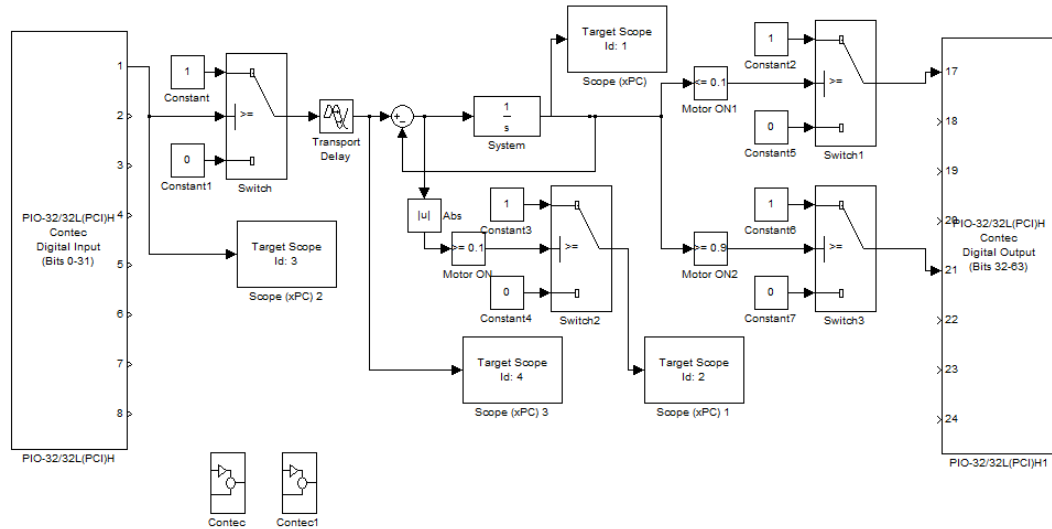 PIO-32/32L(PCI)H
Contec
Digital Input
(Bits 0-31)
1
2
3
4
5
6
7
8
PIO-32/32L(PCI)H
1
Constant
0
Constant1
>=
Switch
Transport
Delay
Target Scope
Id: 3
Scope (xPC) 2
+
-
1
s
System
Target Scope
Id: 1
Scope (xPC)
|u|
Abs
>= 0.1
Motor ON
1
Constant3
0
Constant4
>=
Switch2
Target Scope
Id: 4
Scope (xPC) 3
Target Scope
Id: 2
Scope (xPC) 1
<= 0.1
Motor ON1
1
Constant2
0
Constant5
>=
Switch1
>= 0.9
Motor ON2
1
Constant6
0
Constant7
>=
Switch3
17
18
19
20
21
22
23
24
PIO-32/32L(PCI)H
Contec
Digital Output
(Bits 32-63)
PIO-32/32L(PCI)H1
Contec
Contec1